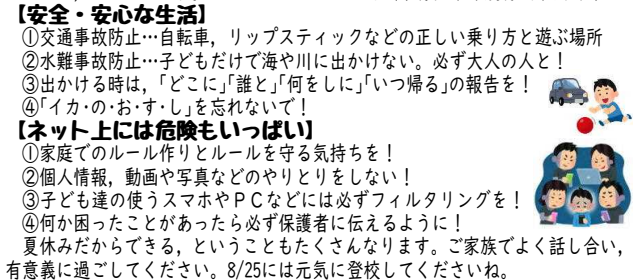 【安全・安心な生活】
①交通事故防止…自転車，リップスティックなどの正しい乗り方と遊ぶ場所
②水難事故防止…子どもだけで海や川に出かけない。必ず大人の人と！
③出かける時は，「どこに」「誰と」「何をしに」「いつ帰る」の報告を！
④「イカ・の・お・す・し」を忘れないで！
【ネット上には危険もいっぱい】
①家庭でのルール作りとルールを守る気持ちを！
②個人情報，動画や写真などのやりとりをしない！
③子ども達の使うスマホやＰＣなどには必ずフィルタリングを！
④何か困ったことがあったら必ず保護者に伝えるように！
夏休みだからできる，ということもたくさんなります。ご家族でよく話し合い，
有意義に過ごしてください。8/25には元気に登校してくださいね。